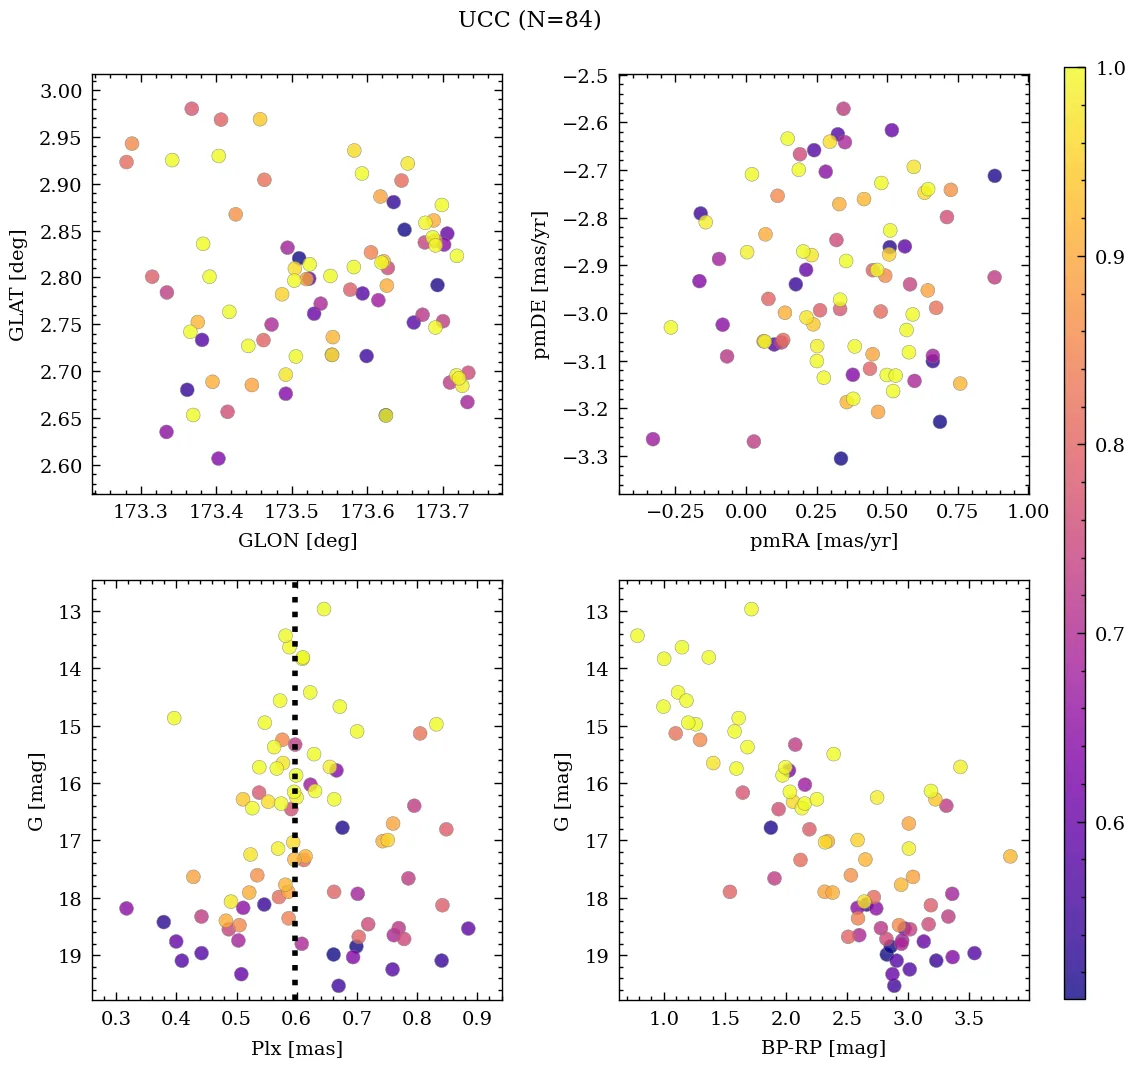 UCC (N=84)
3.00
2.95
2.90
2.85
2.80
2.75
2.70
2.65
2.60
GLAT [deg]
173.3 173.4 173.5 173.6 173.7
GLON [deg]
−2.5
−2.6
−2.7
−2.8
−2.9
−3.0
−3.1
−3.2
−3.3
pmDE [mas/yr]
−0.25 0.00 0.25 0.50 0.75 1.00
pmRA [mas/yr]
13
14
15
16
17
18
19
G [mag]
0.3 0.4 0.5 0.6 0.7 0.8 0.9
Plx [mas]
13
14
15
16
17
18
19
G [mag]
1.0 1.5 2.0 2.5 3.0 3.5
BP-RP [mag]
1.0
0.9
0.8
0.7
0.6